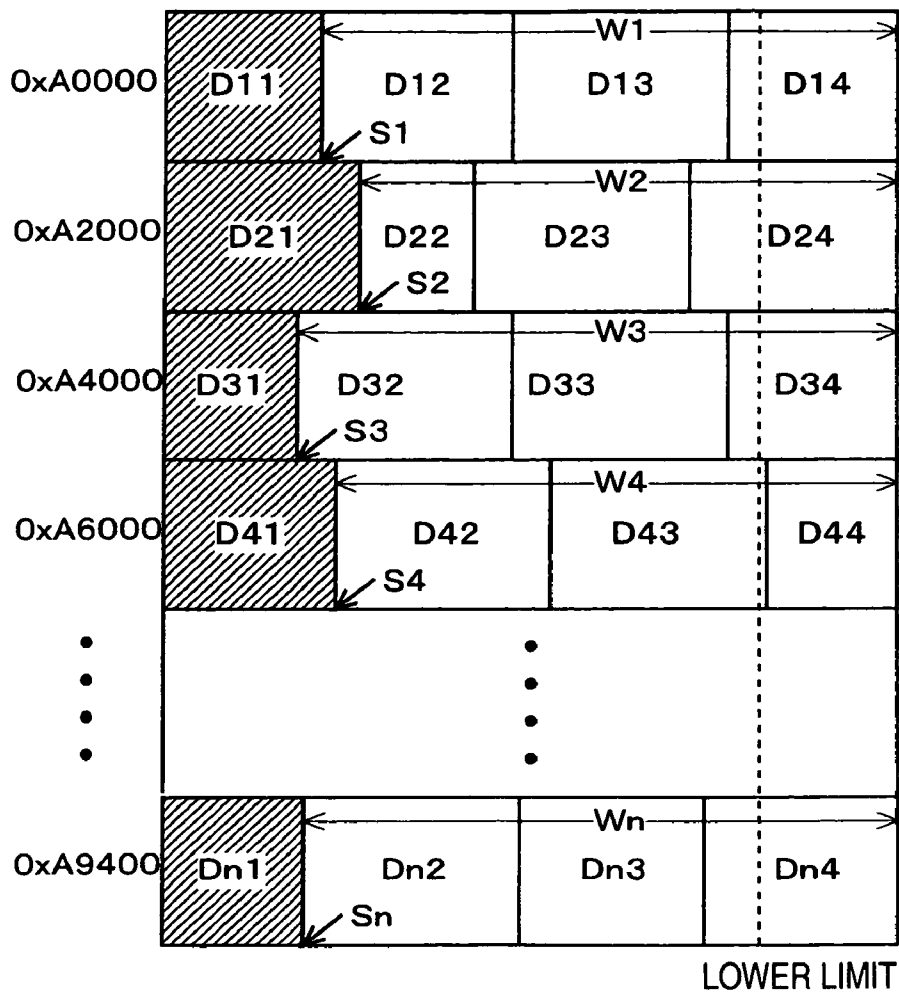 W1
0xA0000 D11 D12 D13 D14
S1
W2
0xA2000 D21 D22 D23 D24
S2
W3
0xA4000 D31 D32 D33 D34
S3
W4
0xA6000 D41 D42 D43 D44
S4
Wn
0xA9400 Dn1 Dn2 Dn3 Dn4
Sn
LOWER LIMIT